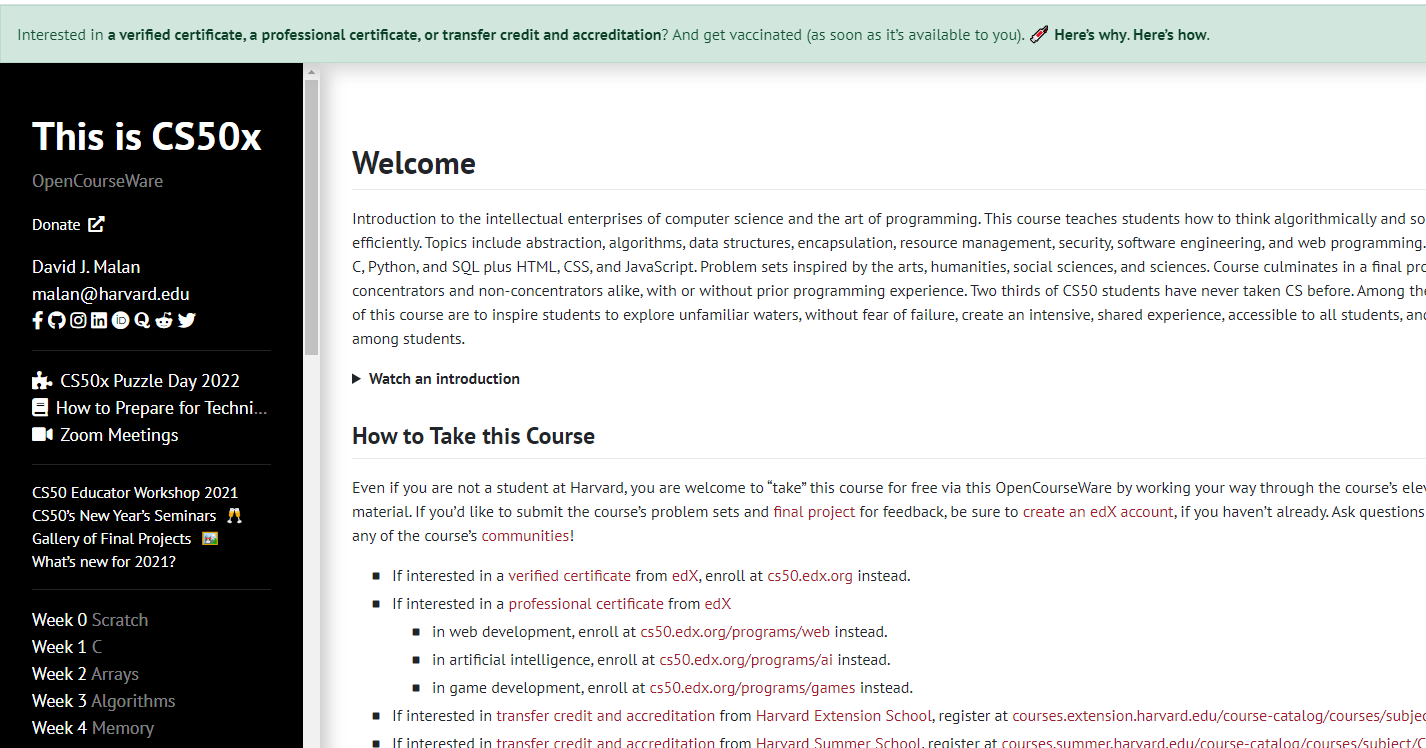 Interested in a verified certificate, a professional certificate, or transfer credit and accreditation? And get vaccinated (as soon as it's available to you). Here's why. Here's how.
This is CS50x
OpenCourseWare
Donate
David J. Malan
malan@harvard.edu
CS50x Puzzle Day 2022
How to Prepare for Techni...
Zoom Meetings
CS50 Educator Workshop 2021
CS50's New Year's Seminars 🥂
Gallery of Final Projects 🖼️
What's new for 2021?
Week 0 Scratch
Week 1 C
Week 2 Arrays
Week 3 Algorithms
Week 4 Memory
Welcome
Introduction to the intellectual enterprises of computer science and the art of programming. This course teaches students how to think algorithmically and so
efficiently. Topics include abstraction, algorithms, data structures, encapsulation, resource management, security, software engineering, and web programming.
C, Python, and SQL plus HTML, CSS, and JavaScript. Problem sets inspired by the arts, humanities, social sciences, and sciences. Course culminates in a final pro
concentrators and non-concentrators alike, with or without prior programming experience. Two thirds of CS50 students have never taken CS before. Among the
of this course are to inspire students to explore unfamiliar waters, without fear of failure, create an intensive, shared experience, accessible to all students, and
among students.
Watch an introduction
How to Take this Course
Even if you are not a student at Harvard, you are welcome to “take” this course for free via this OpenCourseWare by working your way through the course's elev
material. If you'd like to submit the course's problem sets and final project for feedback, be sure to create an edX account, if you haven't already. Ask questions
any of the course's communities!
If interested in a verified certificate from edX, enroll at cs50.edx.org instead.
If interested in a professional certificate from edX
in web development, enroll at cs50.edx.org/programs/web instead.
in artificial intelligence, enroll at cs50.edx.org/programs/ai instead.
in game development, enroll at cs50.edx.org/programs/games instead.
If interested in transfer credit and accreditation from Harvard Extension School, register at courses.extension.harvard.edu/course-catalog/courses/subjec
If interested in transfer credit and accreditation from Harvard Summer School, register at courses.summer.harvard.edu/course-catalog/courses/subject/C